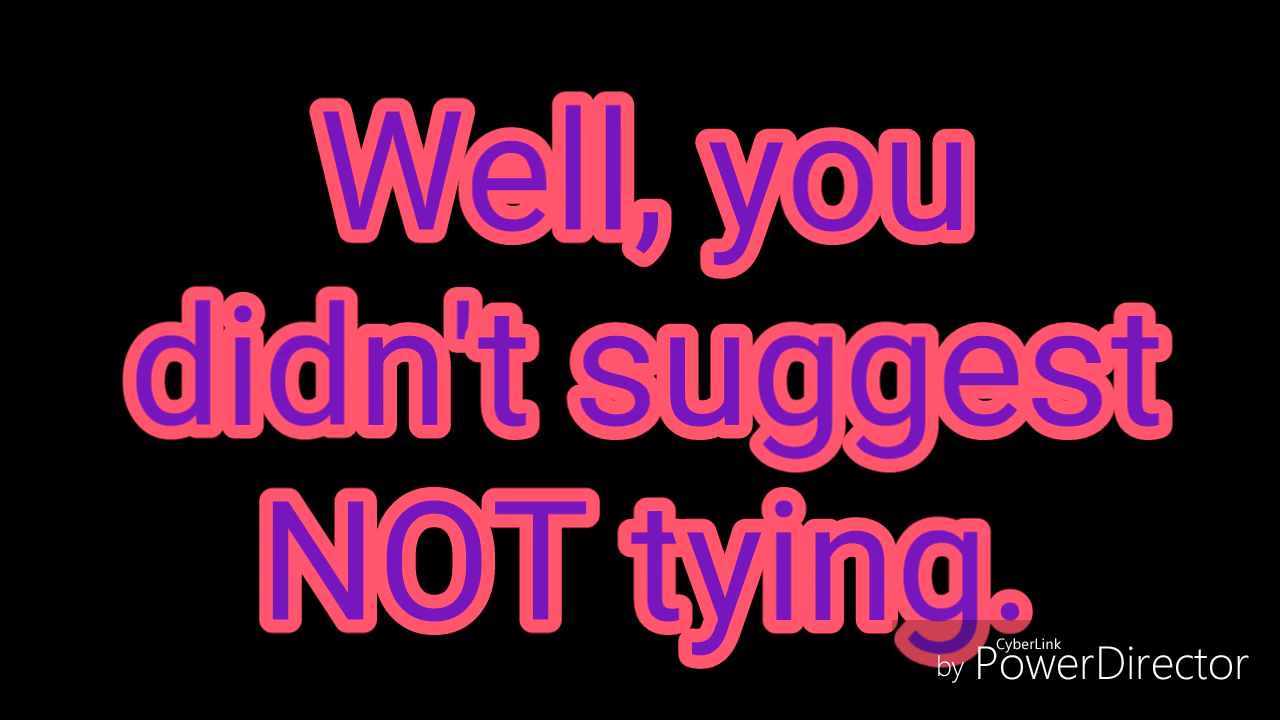 Well, you
didn't suggest
NOT tying.
CyberLink
by PowerDirector